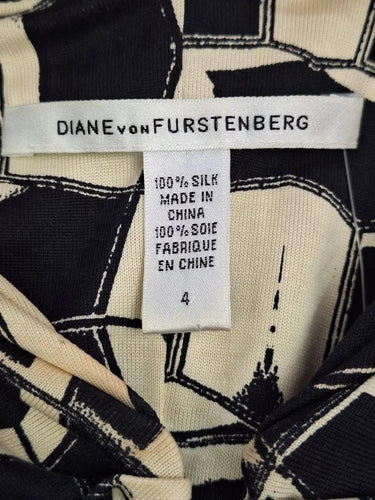 DIANE VON FURSTENBERG
100% SILK
MADE IN
CHINA
100% SOIE
FABRIQUE
EN CHINE
4